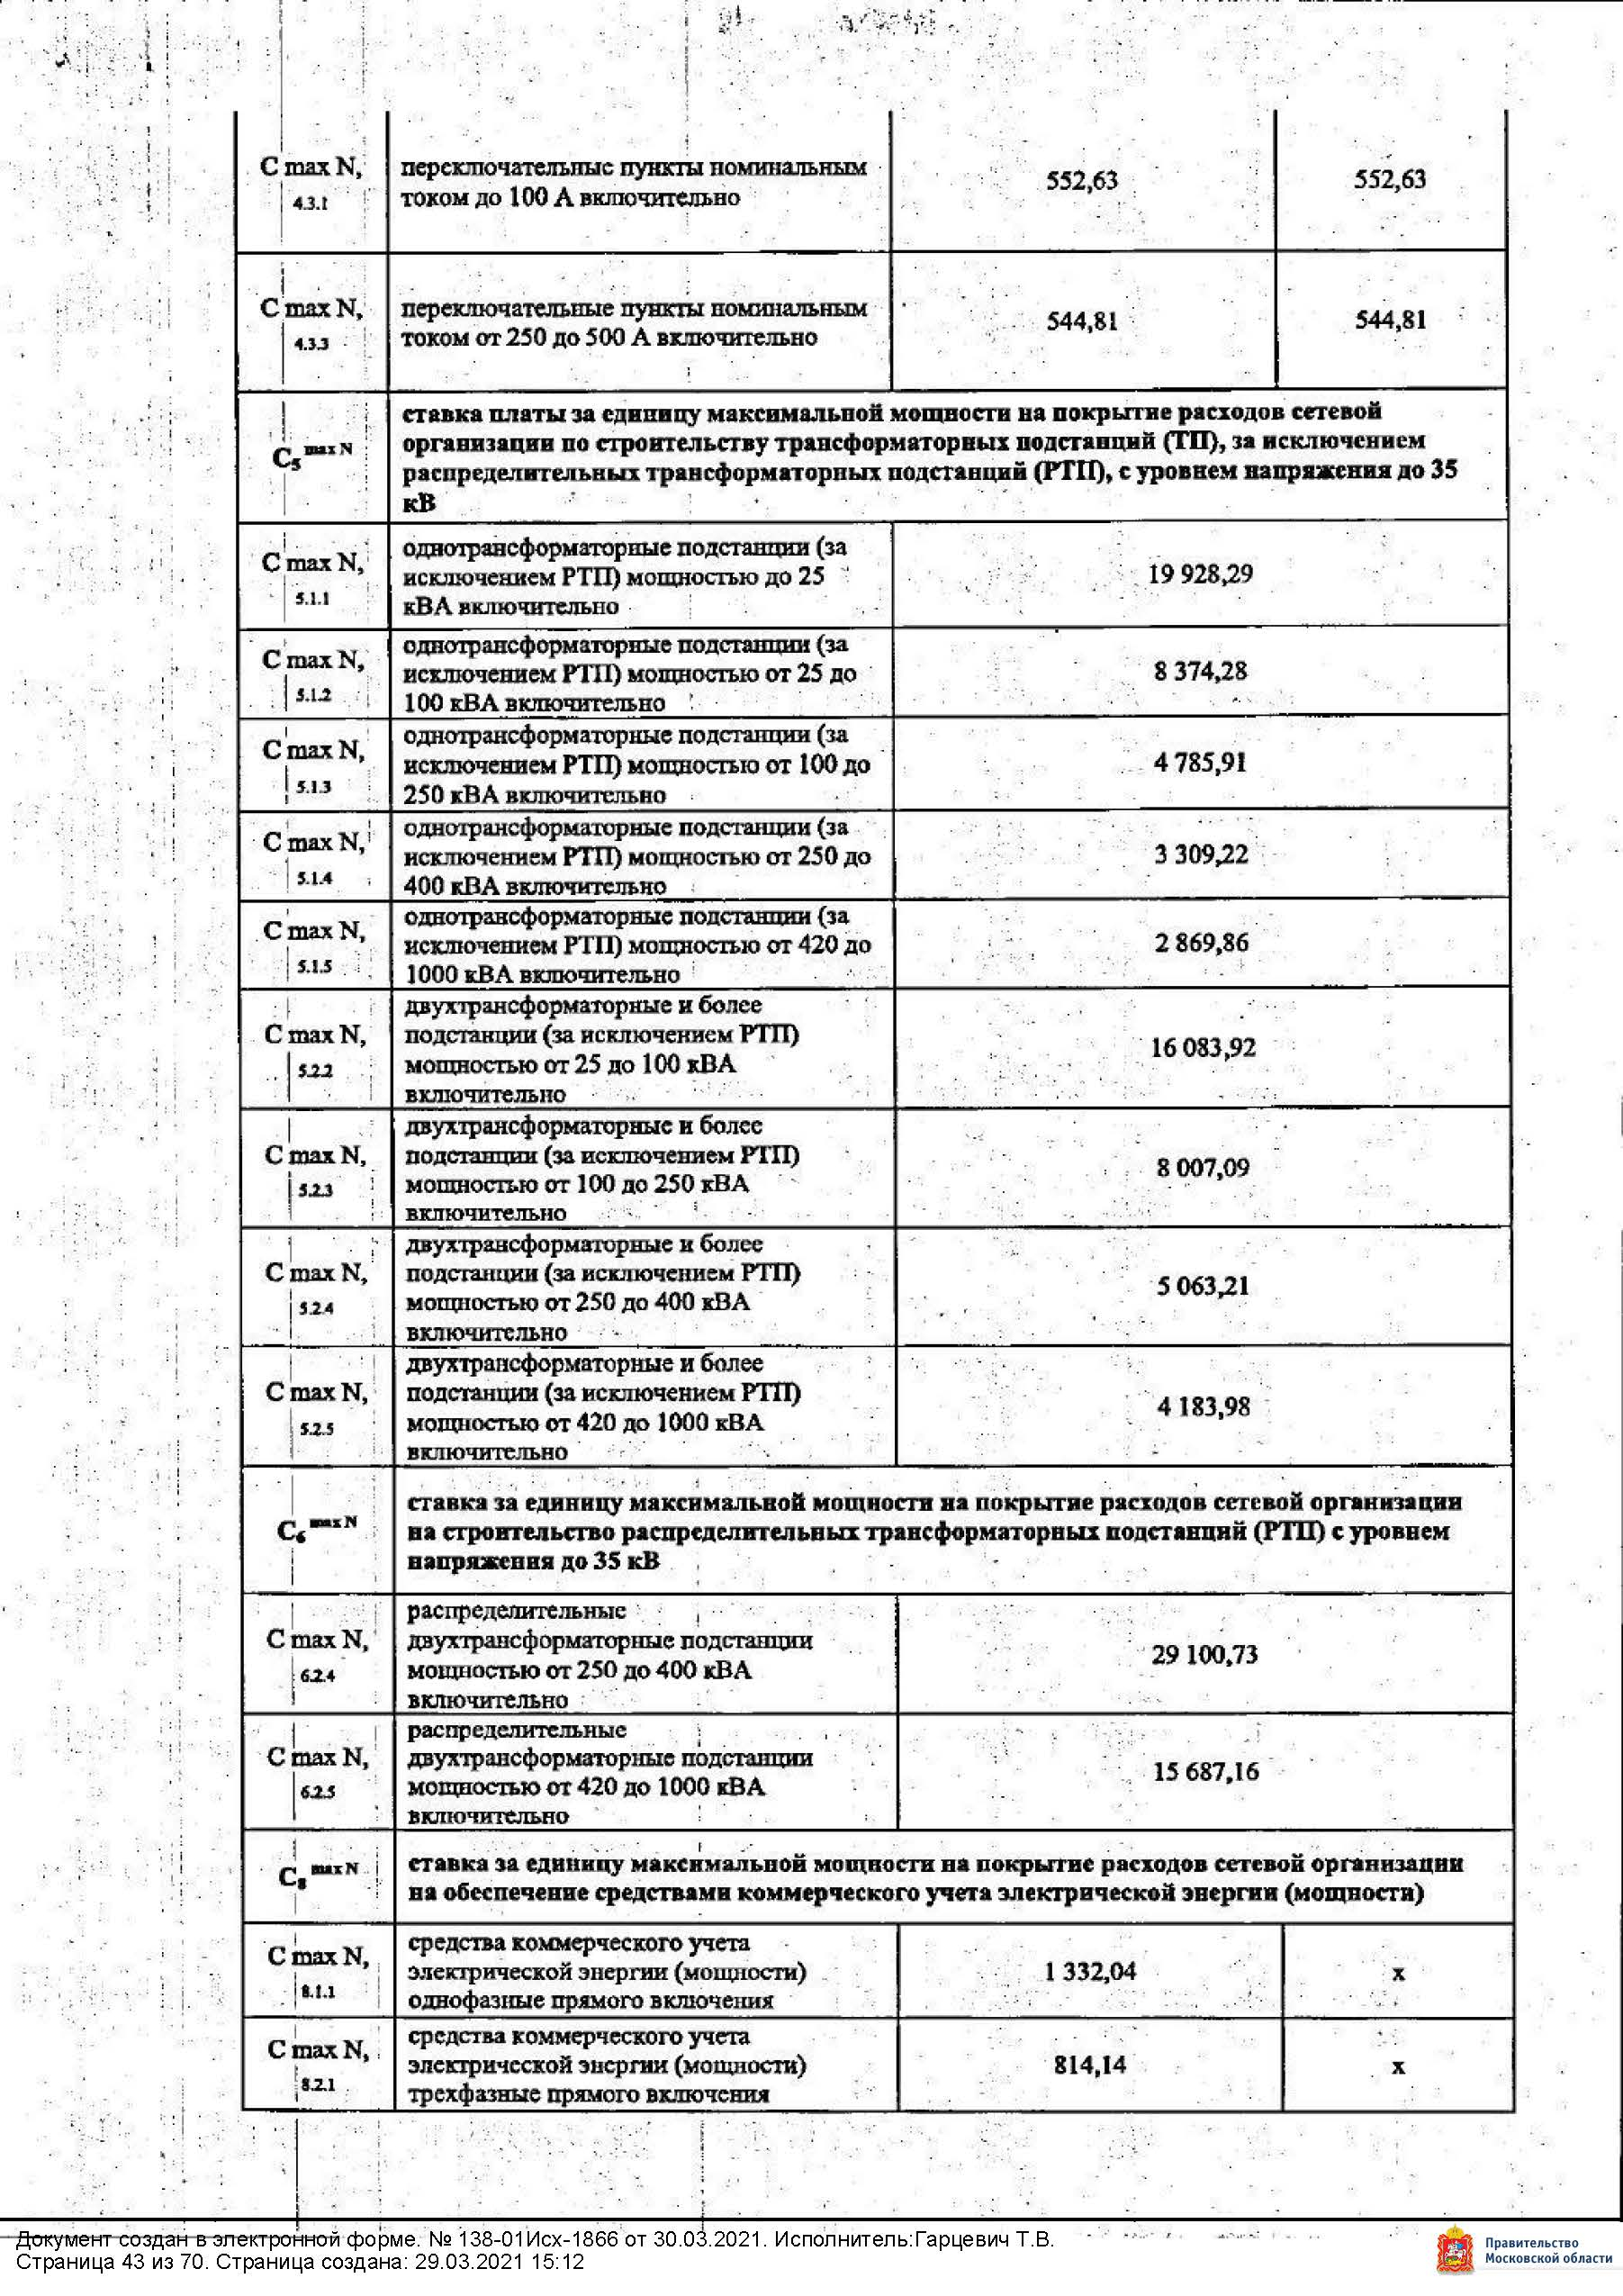 C max N,
4.3.1
переключательные пункты номинальным
током до 100 А включительно
552,63
552,63
C max N,
4.3.3
переключательные пункты номинальным
током от 250 до 500 А включительно
544,81
544,81
C₅ max N
ставка платы за единицу максимальной мощности на покрытие расходов сетевой
организации по строительству трансформаторных подстанций (ТП), за исключением
распределительных трансформаторных подстанций (РТП), с уровнем напряжения до 35
кВ
C max N,
5.1.1
однотрансформаторные подстанции (за
исключением РТП) мощностью до 25
кВА включительно
19 928,29
C max N,
5.1.2
однотрансформаторные подстанции (за
исключением РТП) мощностью от 25 до
100 кВА включительно
8 374,28
C max N,
5.1.3
однотрансформаторные подстанции (за
исключением РТП) мощностью от 100 до
250 кВА включительно
4 785,91
C max N,
5.1.4
однотрансформаторные подстанции (за
исключением РТП) мощностью от 250 до
400 кВА включительно
3 309,22
C max N,
5.1.5
однотрансформаторные подстанции (за
исключением РТП) мощностью от 420 до
1000 кВА включительно
2 869,86
C max N,
5.2.2
двухтрансформаторные и более
подстанции (за исключением РТП)
мощностью от 25 до 100 кВА
включительно
16 083,92
C max N,
5.2.3
двухтрансформаторные и более
подстанции (за исключением РТП)
мощностью от 100 до 250 кВА
включительно
8 007,09
C max N,
5.2.4
двухтрансформаторные и более
подстанции (за исключением РТП)
мощностью от 250 до 400 кВА
включительно
5 063,21
C max N,
5.2.5
двухтрансформаторные и более
подстанции (за исключением РТП)
мощностью от 420 до 1000 кВА
включительно
4 183,98
C₆ max N
ставка за единицу максимальной мощности на покрытие расходов сетевой организации
на строительство распределительных трансформаторных подстанций (РТП) с уровнем
напряжения до 35 кВ
C max N,
6.2.4
распределительные
двухтрансформаторные подстанции
мощностью от 250 до 400 кВА
включительно
29 100,73
C max N,
6.2.5
распределительные
двухтрансформаторные подстанции
мощностью от 420 до 1000 кВА
включительно
15 687,16
C₈ max N
ставка за единицу максимальной мощности на покрытие расходов сетевой организации
на обеспечение средствами коммерческого учета электрической энергии (мощности)
C max N,
8.1.1
средства коммерческого учета
электрической энергии (мощности)
однофазные прямого включения
1 332,04
x
C max N,
8.2.1
средства коммерческого учета
электрической энергии (мощности)
трехфазные прямого включения
814,14
x
Документ создан в электронной форме. № 138-01Исх-1866 от 30.03.2021. Исполнитель:Гарцевич Т.В.
Страница 43 из 70. Страница создана: 29.03.2021 15:12
Правительство
Московской области